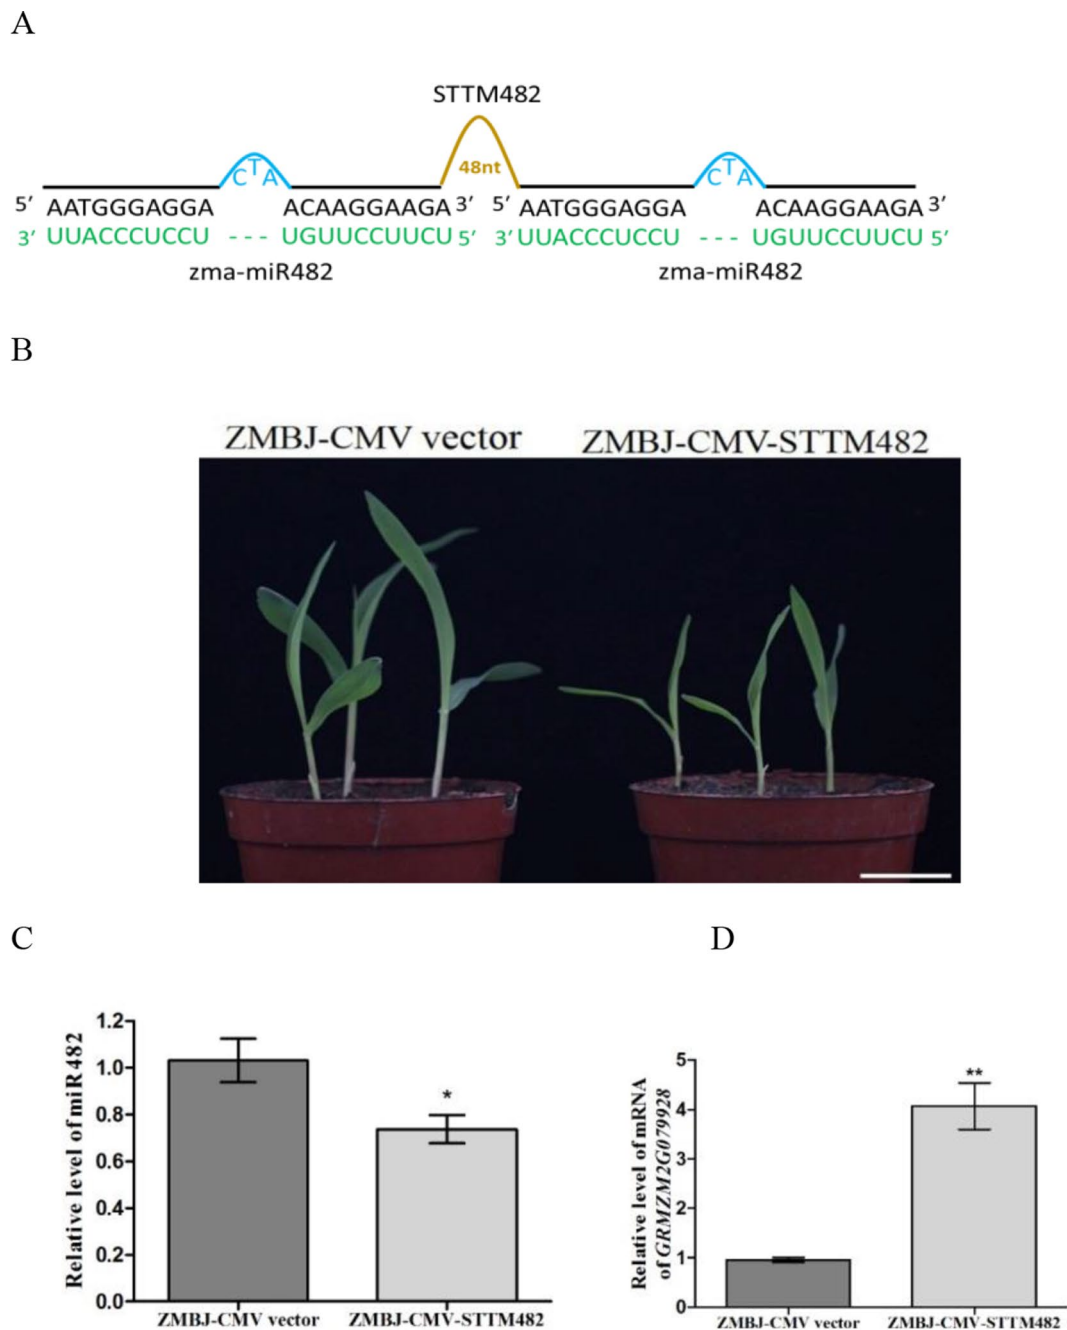 A
STTM482
CTA
48nt
CTA
5′ AATGGGAGGA ACAAGGAAGA 3′ 5′ AATGGGAGGA ACAAGGAAGA 3′
3′ UUACCCUCCU --- UGUUCCUUCU 5′ 3′ UUACCCUCCU --- UGUUCCUUCU 5′
zma-miR482 zma-miR482
B
ZMBJ-CMV vector ZMBJ-CMV-STTM482
C
Relative level of miR482
1.2
1.0
0.8
0.6
0.4
0.2
0.0
*
ZMBJ-CMV vector ZMBJ-CMV-STTM482
D
Relative level of mRNA
of GRMZM2G079928
5
4
3
2
1
0
**
ZMBJ-CMV vector ZMBJ-CMV-STTM482